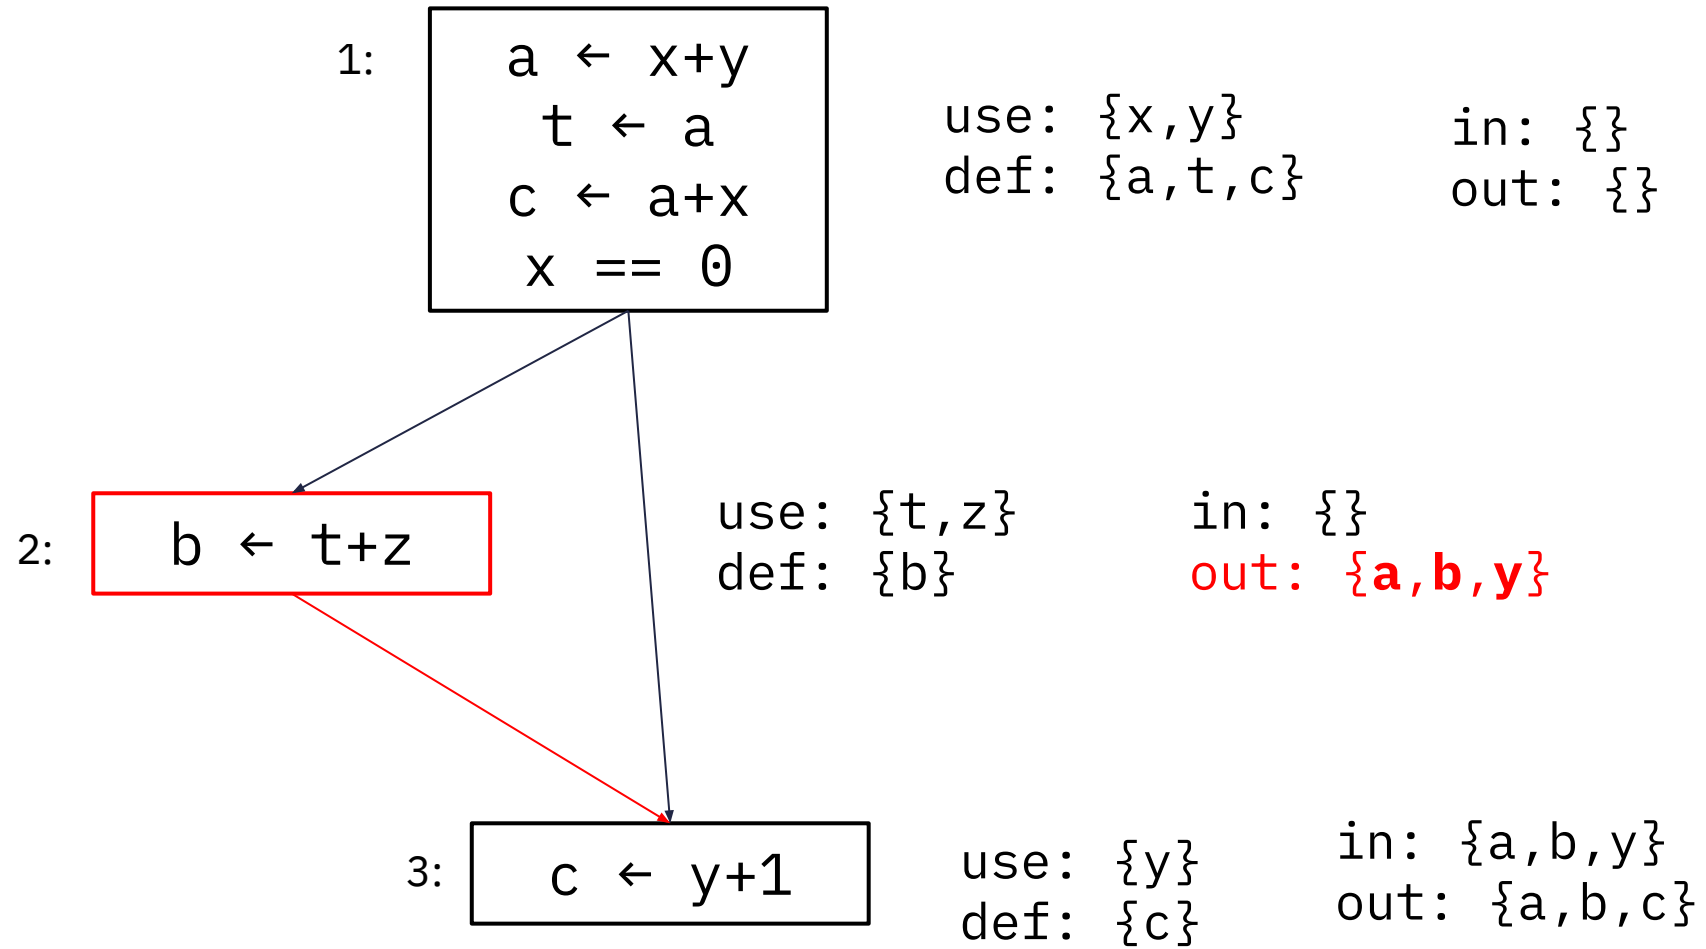 1:
a ← x+y
t ← a
c ← a+x
x == 0
use: {x,y}
def: {a,t,c}
in: {}
out: {}
2:
b ← t+z
use: {t,z}
def: {b}
in: {}
out: {a,b,y}
3:
c ← y+1
use: {y}
def: {c}
in: {a,b,y}
out: {a,b,c}